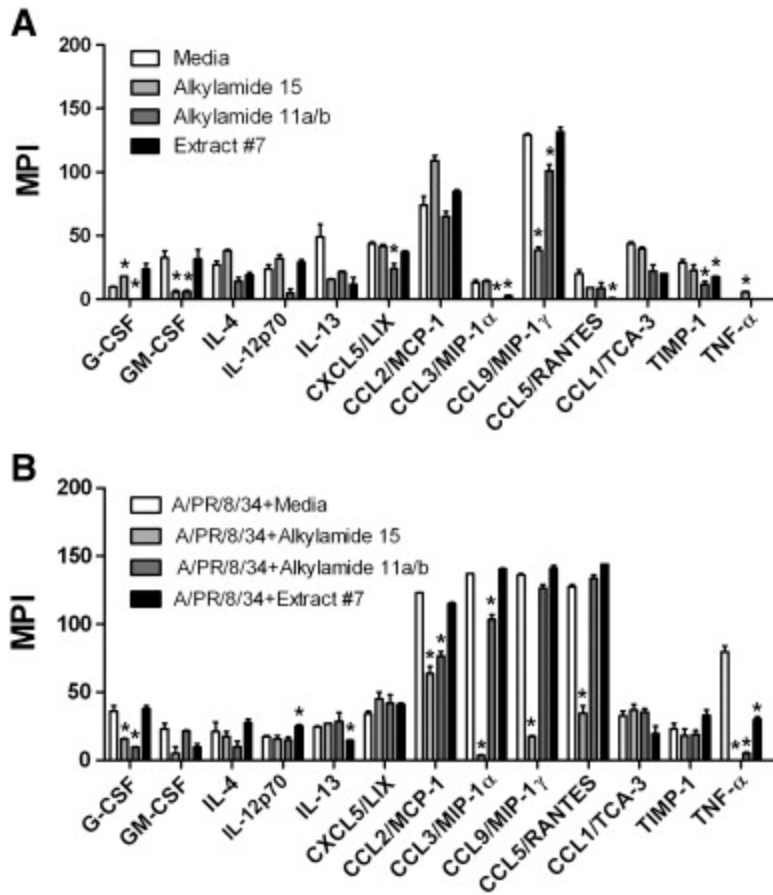 A
200
150
100
50
0
MPI
Media
Alkylamide 15
Alkylamide 11a/b
Extract #7
* * * * * * * * * * * * * *
G-CSF
GM-CSF
IL-4
IL-12p70
IL-13
CXCL5/LIX
CCL2/MCP-1
CCL3/MIP-1α
CCL9/MIP-1γ
CCL5/RANTES
CCL1/TCA-3
TIMP-1
TNF-α
B
200
150
100
50
0
MPI
A/PR/8/34+Media
A/PR/8/34+Alkylamide 15
A/PR/8/34+Alkylamide 11a/b
A/PR/8/34+Extract #7
* * * * * * * * * * * * *
G-CSF
GM-CSF
IL-4
IL-12p70
IL-13
CXCL5/LIX
CCL2/MCP-1
CCL3/MIP-1α
CCL9/MIP-1γ
CCL5/RANTES
CCL1/TCA-3
TIMP-1
TNF-α